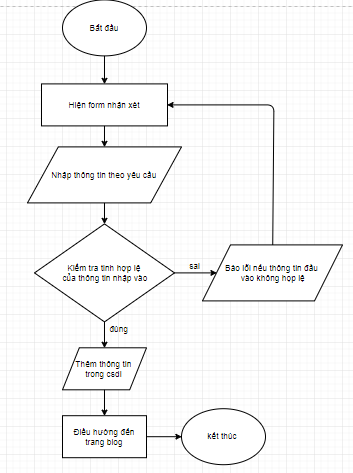 Bắt đầu
Hiện form nhận xét
Nhập thông tin theo yêu cầu
Kiểm tra tính hợp lệ
của thông tin nhập vào
sai
Báo lỗi nếu thông tin đầu
vào không hợp lệ
đúng
Thêm thông tin
trong csdl
Điều hướng đến
trang blog
kết thúc